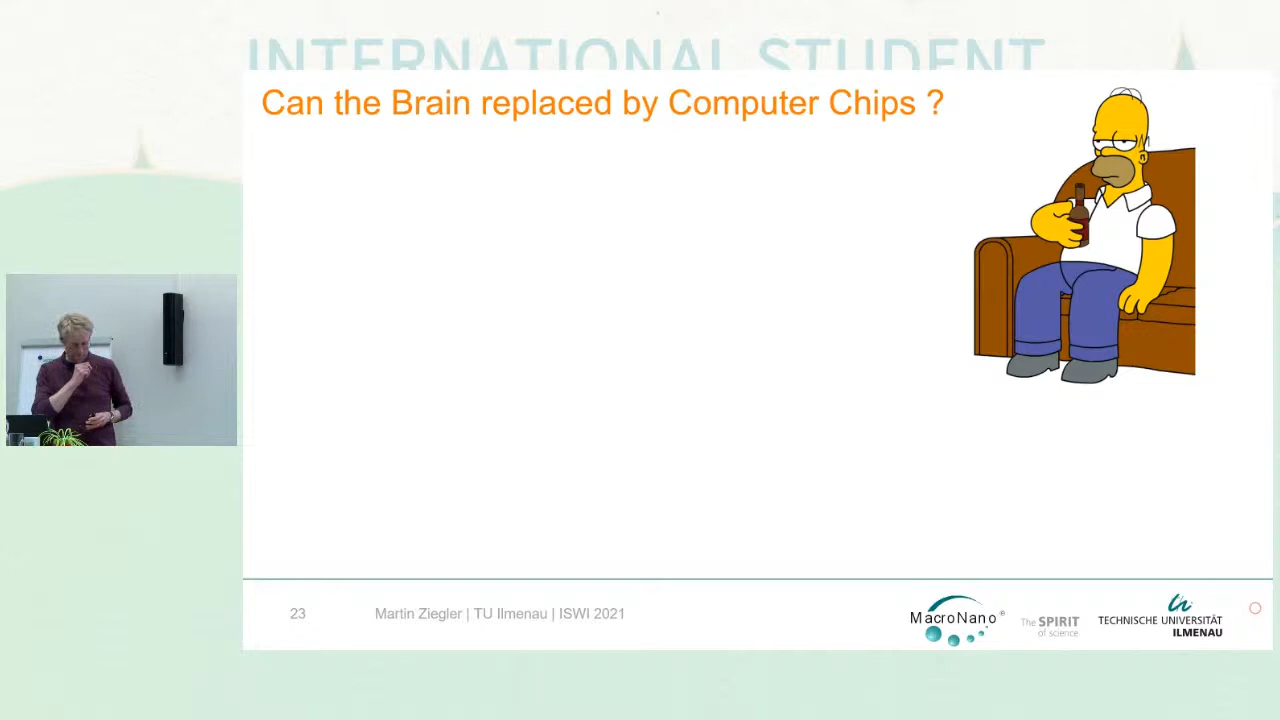 INTERNATIONAL STUDENT
Can the Brain replaced by Computer Chips ?
23
Martin Ziegler | TU Ilmenau | ISWI 2021
MacroNano®
The SPIRIT
of science
TECHNISCHE UNIVERSITÄT
ILMENAU